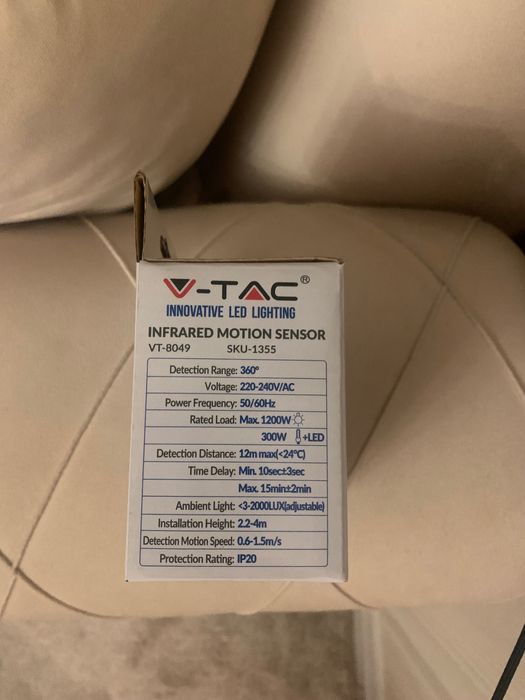 V-TAC®
INNOVATIVE LED LIGHTING
INFRARED MOTION SENSOR
VT-8049 SKU-1355
Detection Range: 360°
Voltage: 220-240V/AC
Power Frequency: 50/60Hz
Rated Load: Max. 1200W
300W +LED
Detection Distance: 12m max(<24°C)
Time Delay: Min. 10sec±3sec
Max. 15min±2min
Ambient Light: <3-2000LUX(adjustable)
Installation Height: 2.2-4m
Detection Motion Speed: 0.6-1.5m/s
Protection Rating: IP20